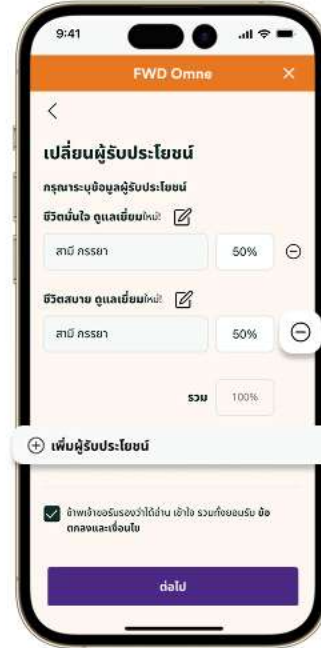 9:41
FWD Omne
เปลี่ยนผู้รับประโยชน์
กรุณาระบุข้อมูลผู้รับประโยชน์
ชีวิตมั่นใจ ดูแลเยี่ยมใหม่!
สามี ภรรยา 50%
ชีวิตสบาย ดูแลเยี่ยมใหม่!
สามี ภรรยา 50%
รวม 100%
เพิ่มผู้รับประโยชน์
ข้าพเจ้าขอรับรองว่าได้อ่าน เข้าใจ รวมทั้งยอมรับ ข้อ
ตกลงและเงื่อนไข
ต่อไป